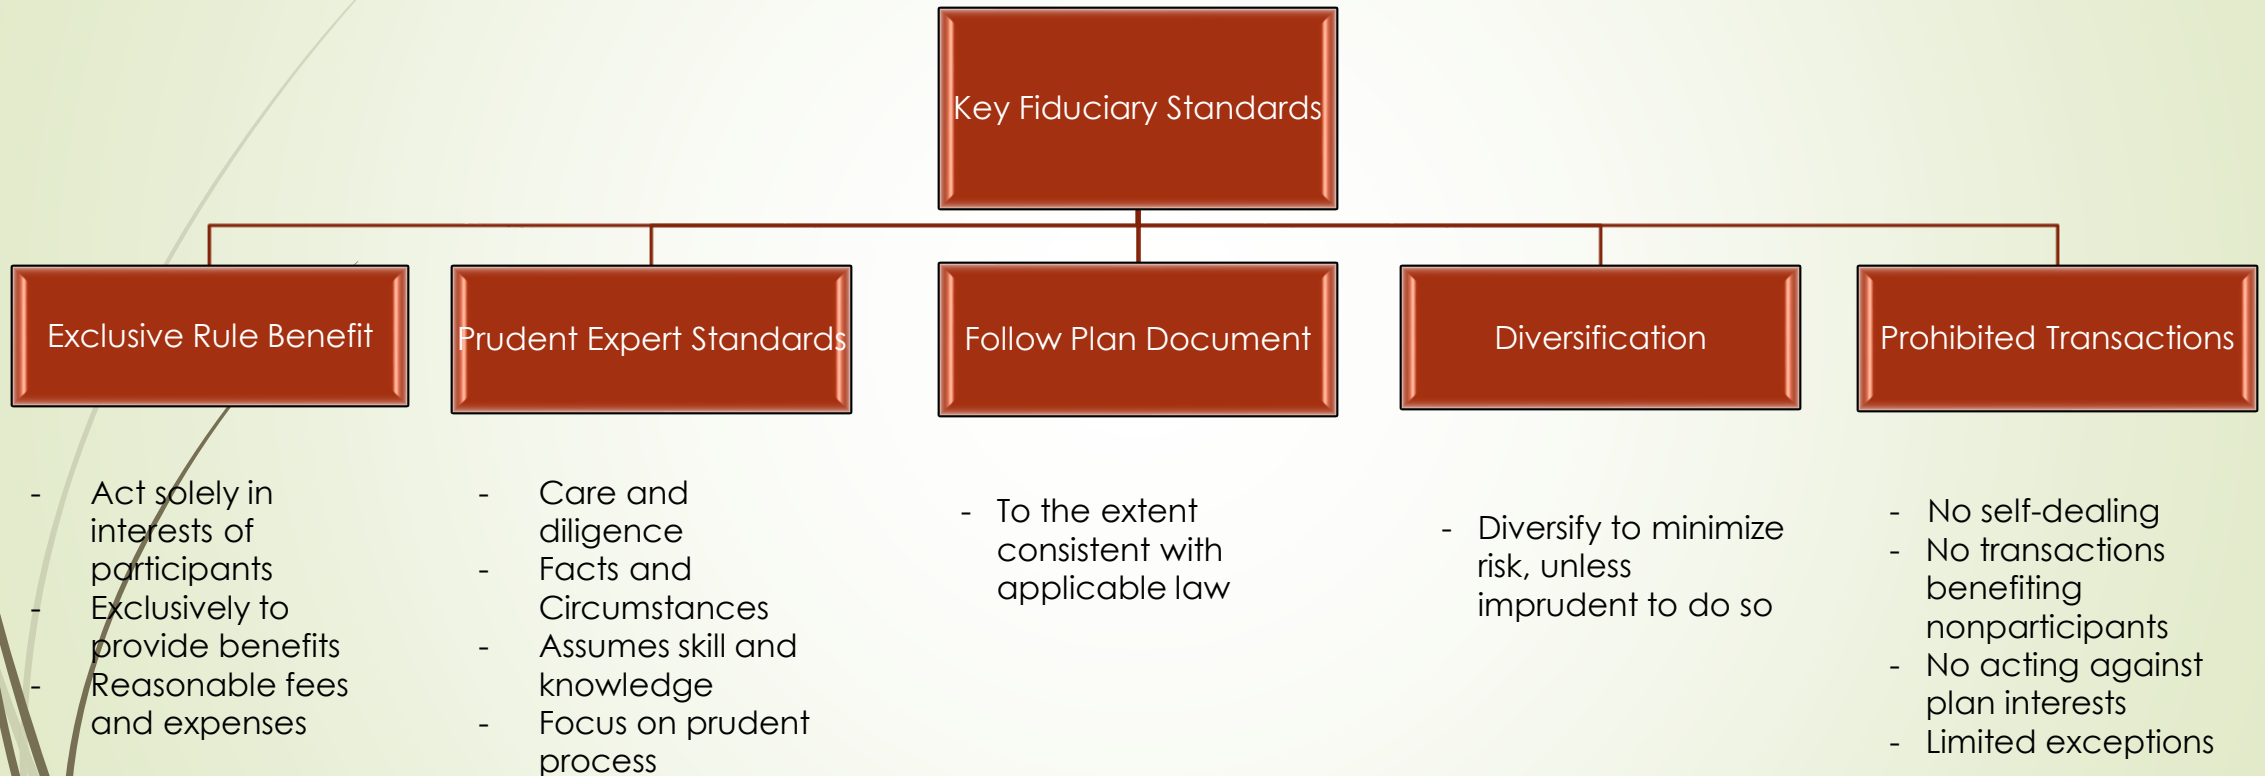 Key Fiduciary Standards
Exclusive Rule Benefit
Prudent Expert Standards
Follow Plan Document
Diversification
Prohibited Transactions
- Act solely in
interests of
participants
- Exclusively to
provide benefits
- Reasonable fees
and expenses
- Care and
diligence
- Facts and
Circumstances
- Assumes skill and
knowledge
- Focus on prudent
process
- To the extent
consistent with
applicable law
- Diversify to minimize
risk, unless
imprudent to do so
- No self-dealing
- No transactions
benefiting
nonparticipants
- No acting against
plan interests
- Limited exceptions